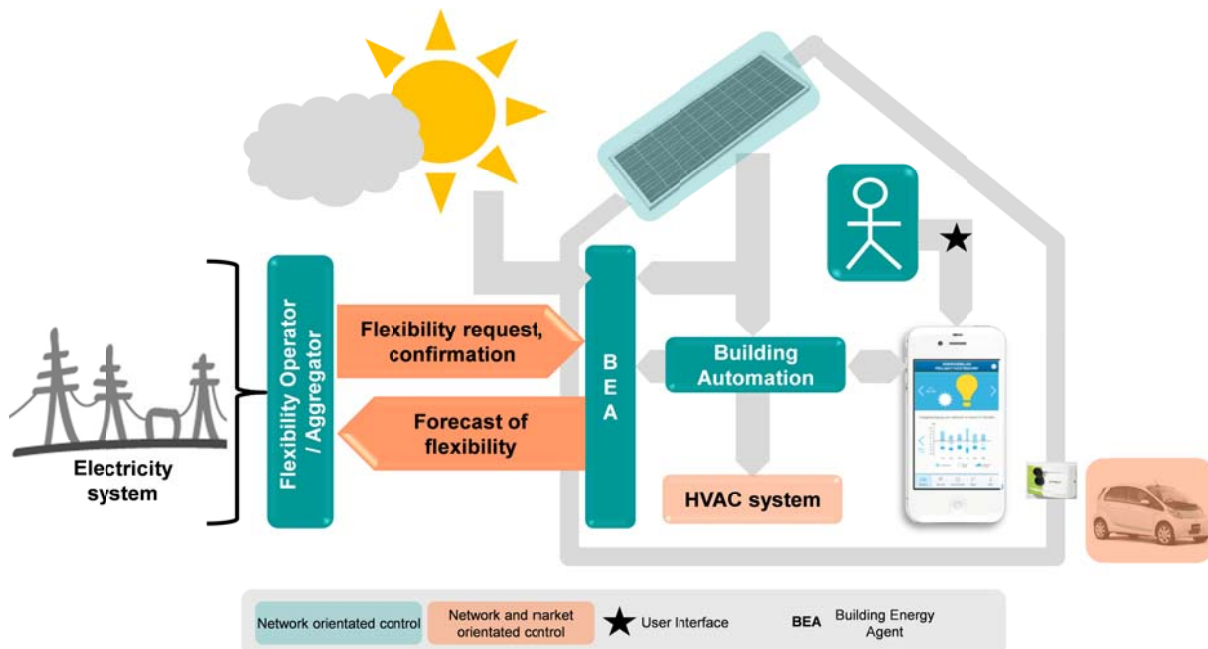 Flexibility Operator
/ Aggregator
Flexibility request,
confirmation
Forecast of
flexibility
B
E
A
Building
Automation
HVAC system
Electricity
system
Network orientated control
Network and market
orientated control
User Interface
BEA
Building Energy
Agent